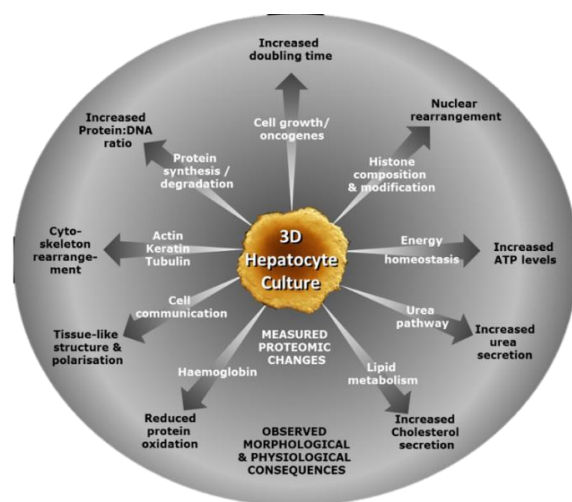 Increased
doubling time
Cell growth/
oncogenes
Nuclear
rearrangement
Histone
composition
& modification
Energy
homeostasis
Increased
ATP levels
Urea
pathway
Increased
urea
secretion
Lipid
metabolism
Increased
Cholesterol
secretion
MEASURED
PROTEOMIC
CHANGES
OBSERVED
MORPHOLOGICAL
& PHYSIOLOGICAL
CONSEQUENCES
Haemoglobin
Reduced
protein
oxidation
Cell
communication
Tissue-like
structure &
polarisation
Actin
Keratin
Tubulin
Cyto-
skeleton
rearrange-
ment
Protein
synthesis /
degradation
Increased
Protein:DNA
ratio
3D
Hepatocyte
Culture